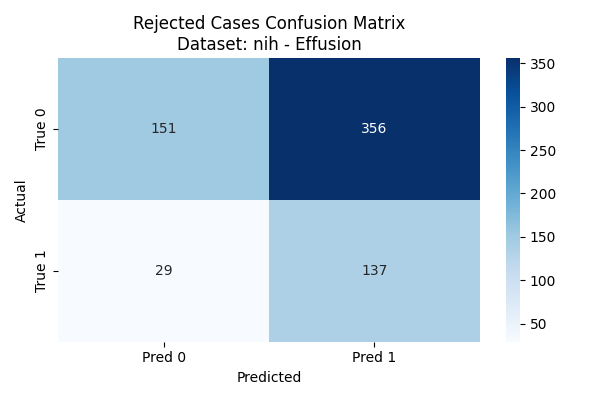 Rejected Cases Confusion Matrix
Dataset: nih - Effusion
True 0
151
356
350
300
250
200
150
100
50
Actual
True 1
29
137
Pred 0
Pred 1
Predicted